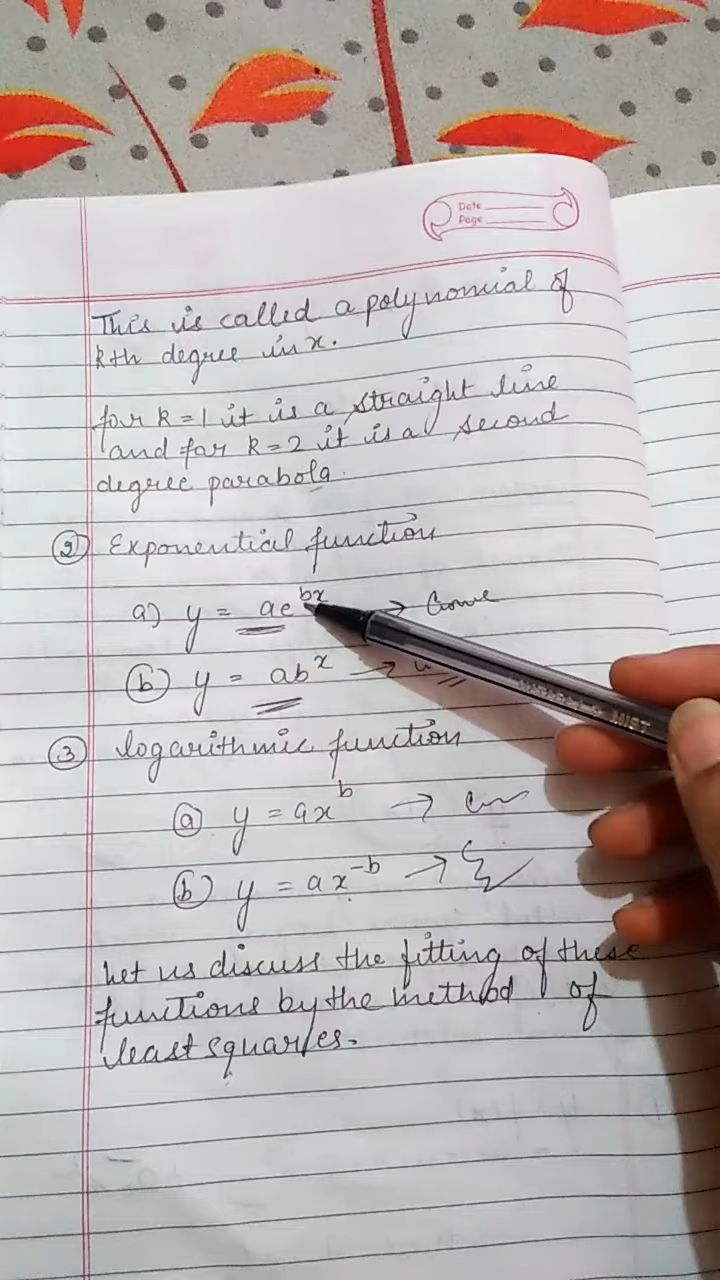 Date
Page
This is called a polynomial of
kth degree in x.
for k=1 it is a straight line
and for k=2 it is a second
degree parabola.
② Exponential function
a) y = ae^bx →
ⓑ y = ab^x →
③ logarithmic function
ⓐ y = ax^b →
ⓑ y = ax^-b →
Let us discuss the fitting of these
functions by the method of
least squares.